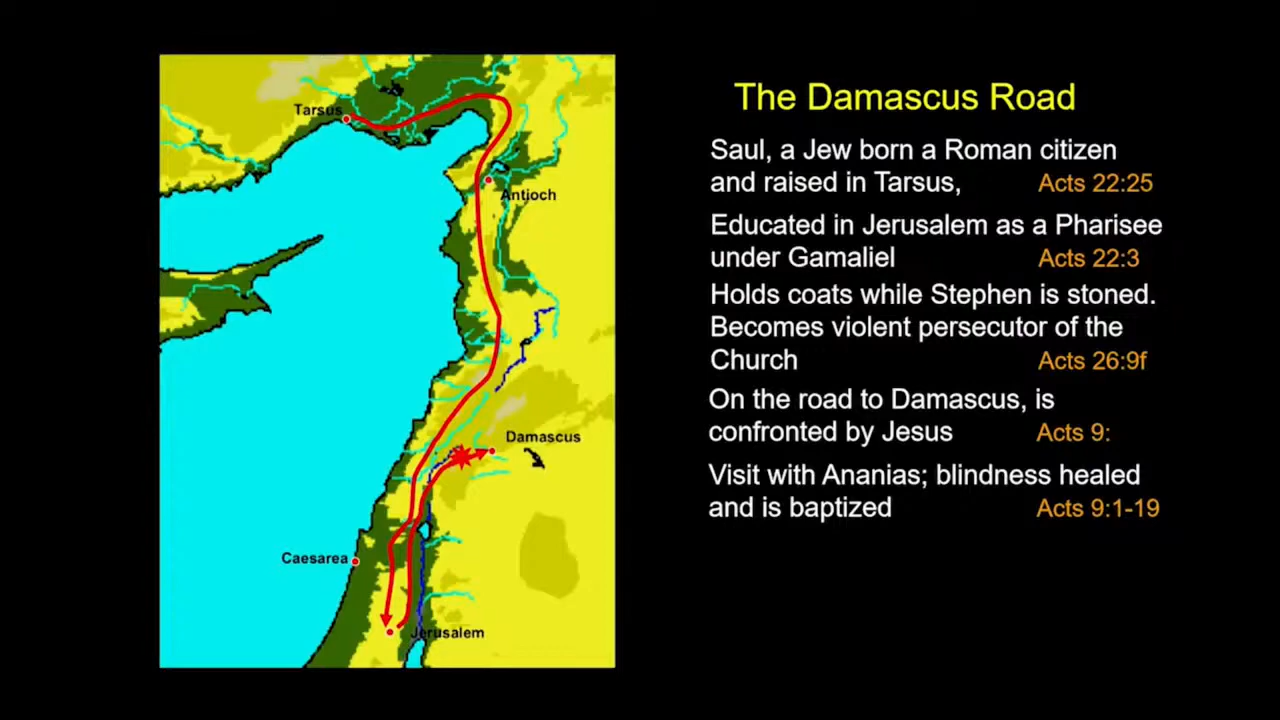 The Damascus Road
Saul, a Jew born a Roman citizen
and raised in Tarsus, Acts 22:25
Educated in Jerusalem as a Pharisee
under Gamaliel Acts 22:3
Holds coats while Stephen is stoned.
Becomes violent persecutor of the
Church Acts 26:9f
On the road to Damascus, is
confronted by Jesus Acts 9:
Visit with Ananias; blindness healed
and is baptized Acts 9:1-19
Tarsus
Antioch
Damascus
Caesarea
Jerusalem